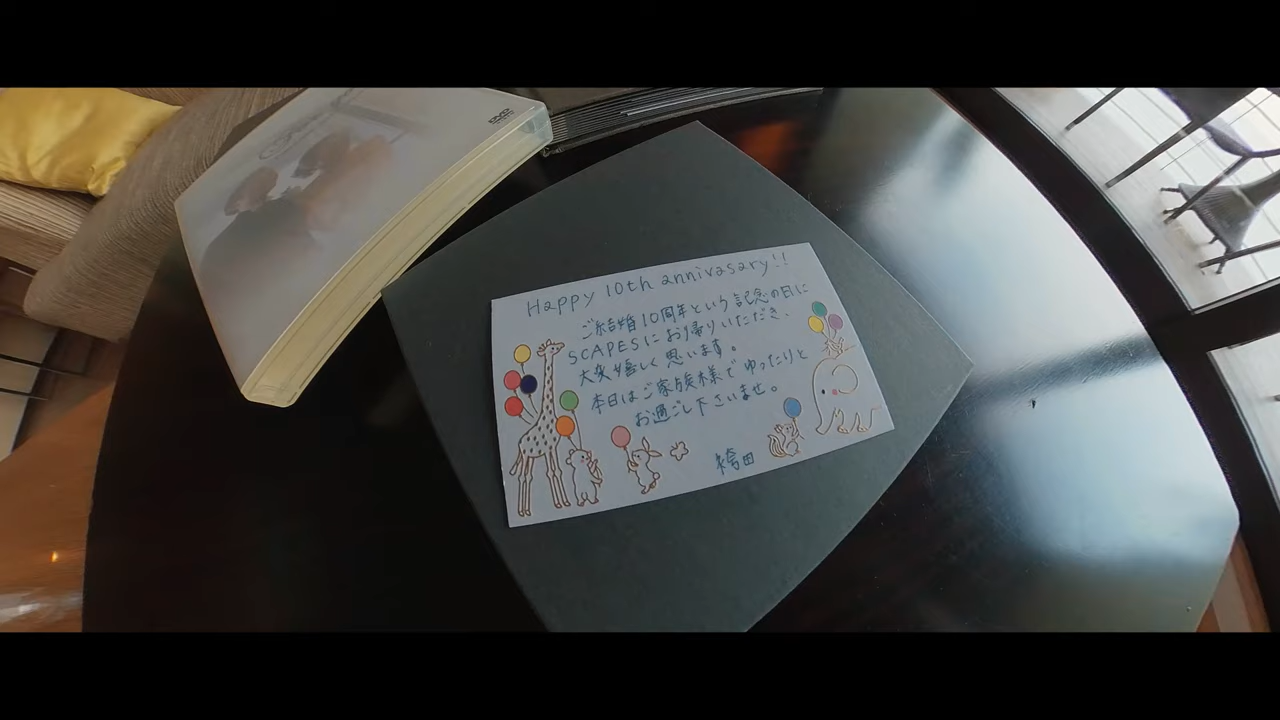 DVD
Happy 10th annivasary!!
ご結婚10周年という記念の日に
SCAPESにお帰りいただき、
大変嬉しく思います。
本日はご家族様でゆったりと
お過ごし下さいませ。
袴田